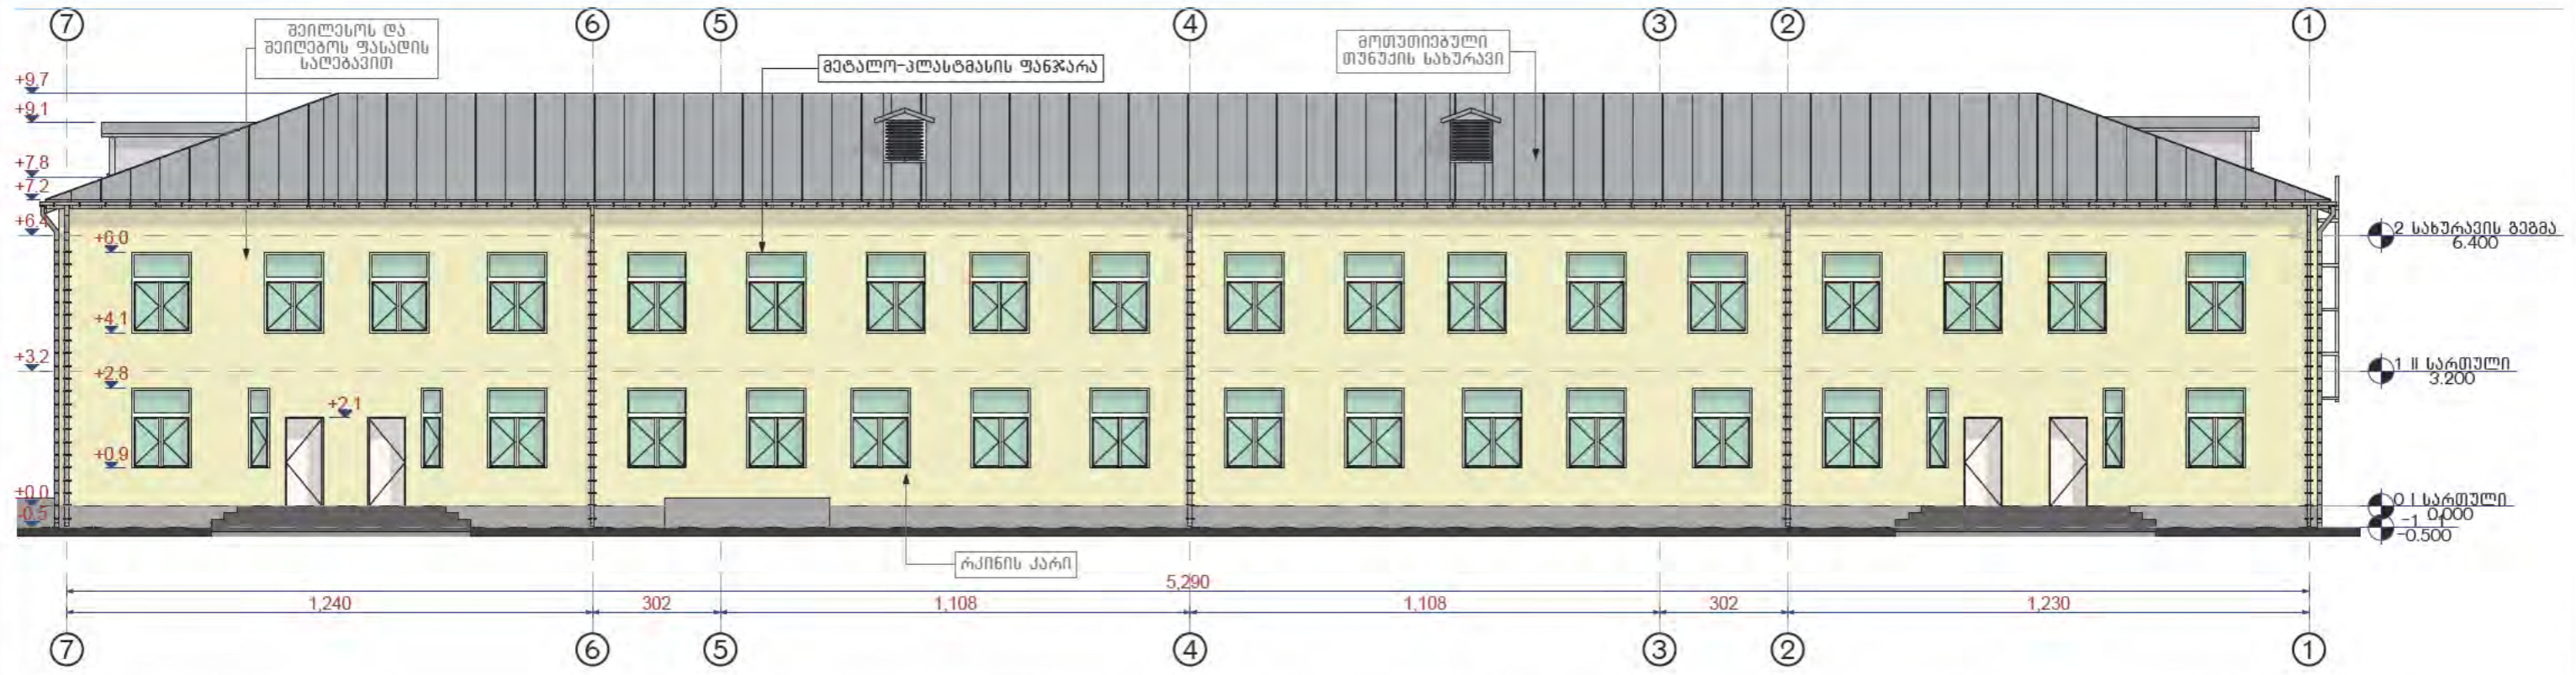 7 6 5 4 3 2 1
შეილესოს და
შეიღებოს ფასადის
საღებავით
მეტალო-პლასტმასის ფანჯარა
მოთუთიებული
თუნუქის სახურავი
+9.7
+9.1
+7.8
+7.2
+6.4
+6.0
2 სახურავის გეგმა
6.400
+4.1
+3.2
+2.8
1 II სართული
3.200
+2.1
+0.9
+0.0
-0.5
0 I სართული
0.000
-1
-0.500
რკინის კარი
5,290
1,240 302 1,108 1,108 302 1,230
7 6 5 4 3 2 1